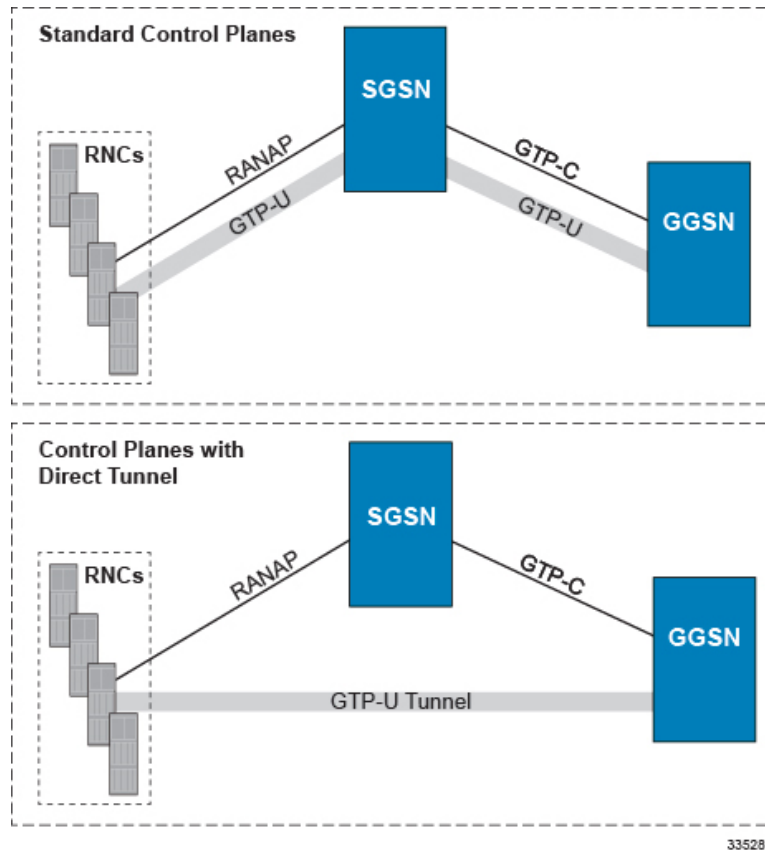 Standard Control Planes
SGSN
RNCs
RANAP
GTP-C
GTP-U
GTP-U
GGSN
Control Planes with
Direct Tunnel
SGSN
RNCs
RANAP
GTP-C
GGSN
GTP-U Tunnel
33528